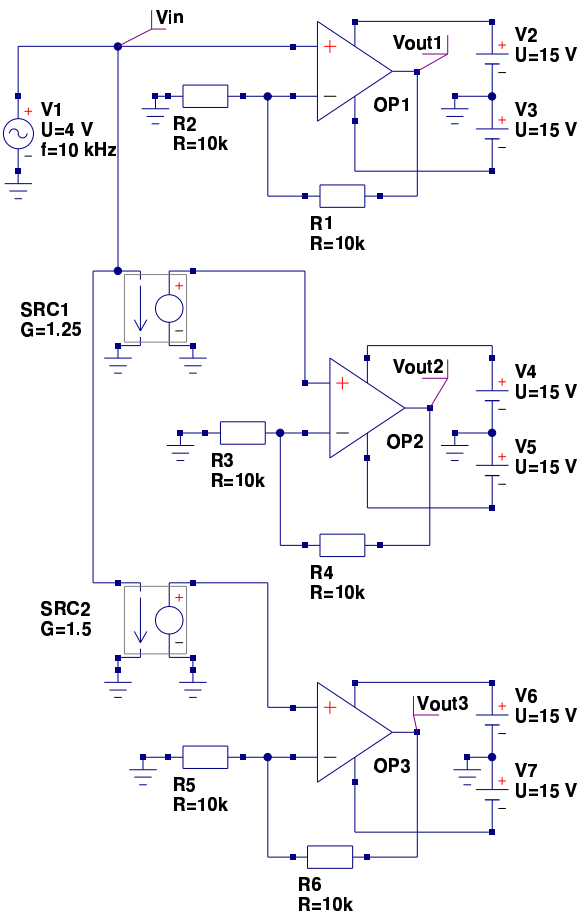 Vin
V1
U=4 V
f=10 kHz
+
−
R2
R=10k
+
−
OP1
Vout1
R1
R=10k
V2
U=15 V
+
−
V3
U=15 V
+
−
SRC1
G=1.25
+
−
R3
R=10k
+
−
OP2
Vout2
R4
R=10k
V4
U=15 V
+
−
V5
U=15 V
+
−
SRC2
G=1.5
+
−
R5
R=10k
+
−
OP3
Vout3
R6
R=10k
V6
U=15 V
+
−
V7
U=15 V
+
−